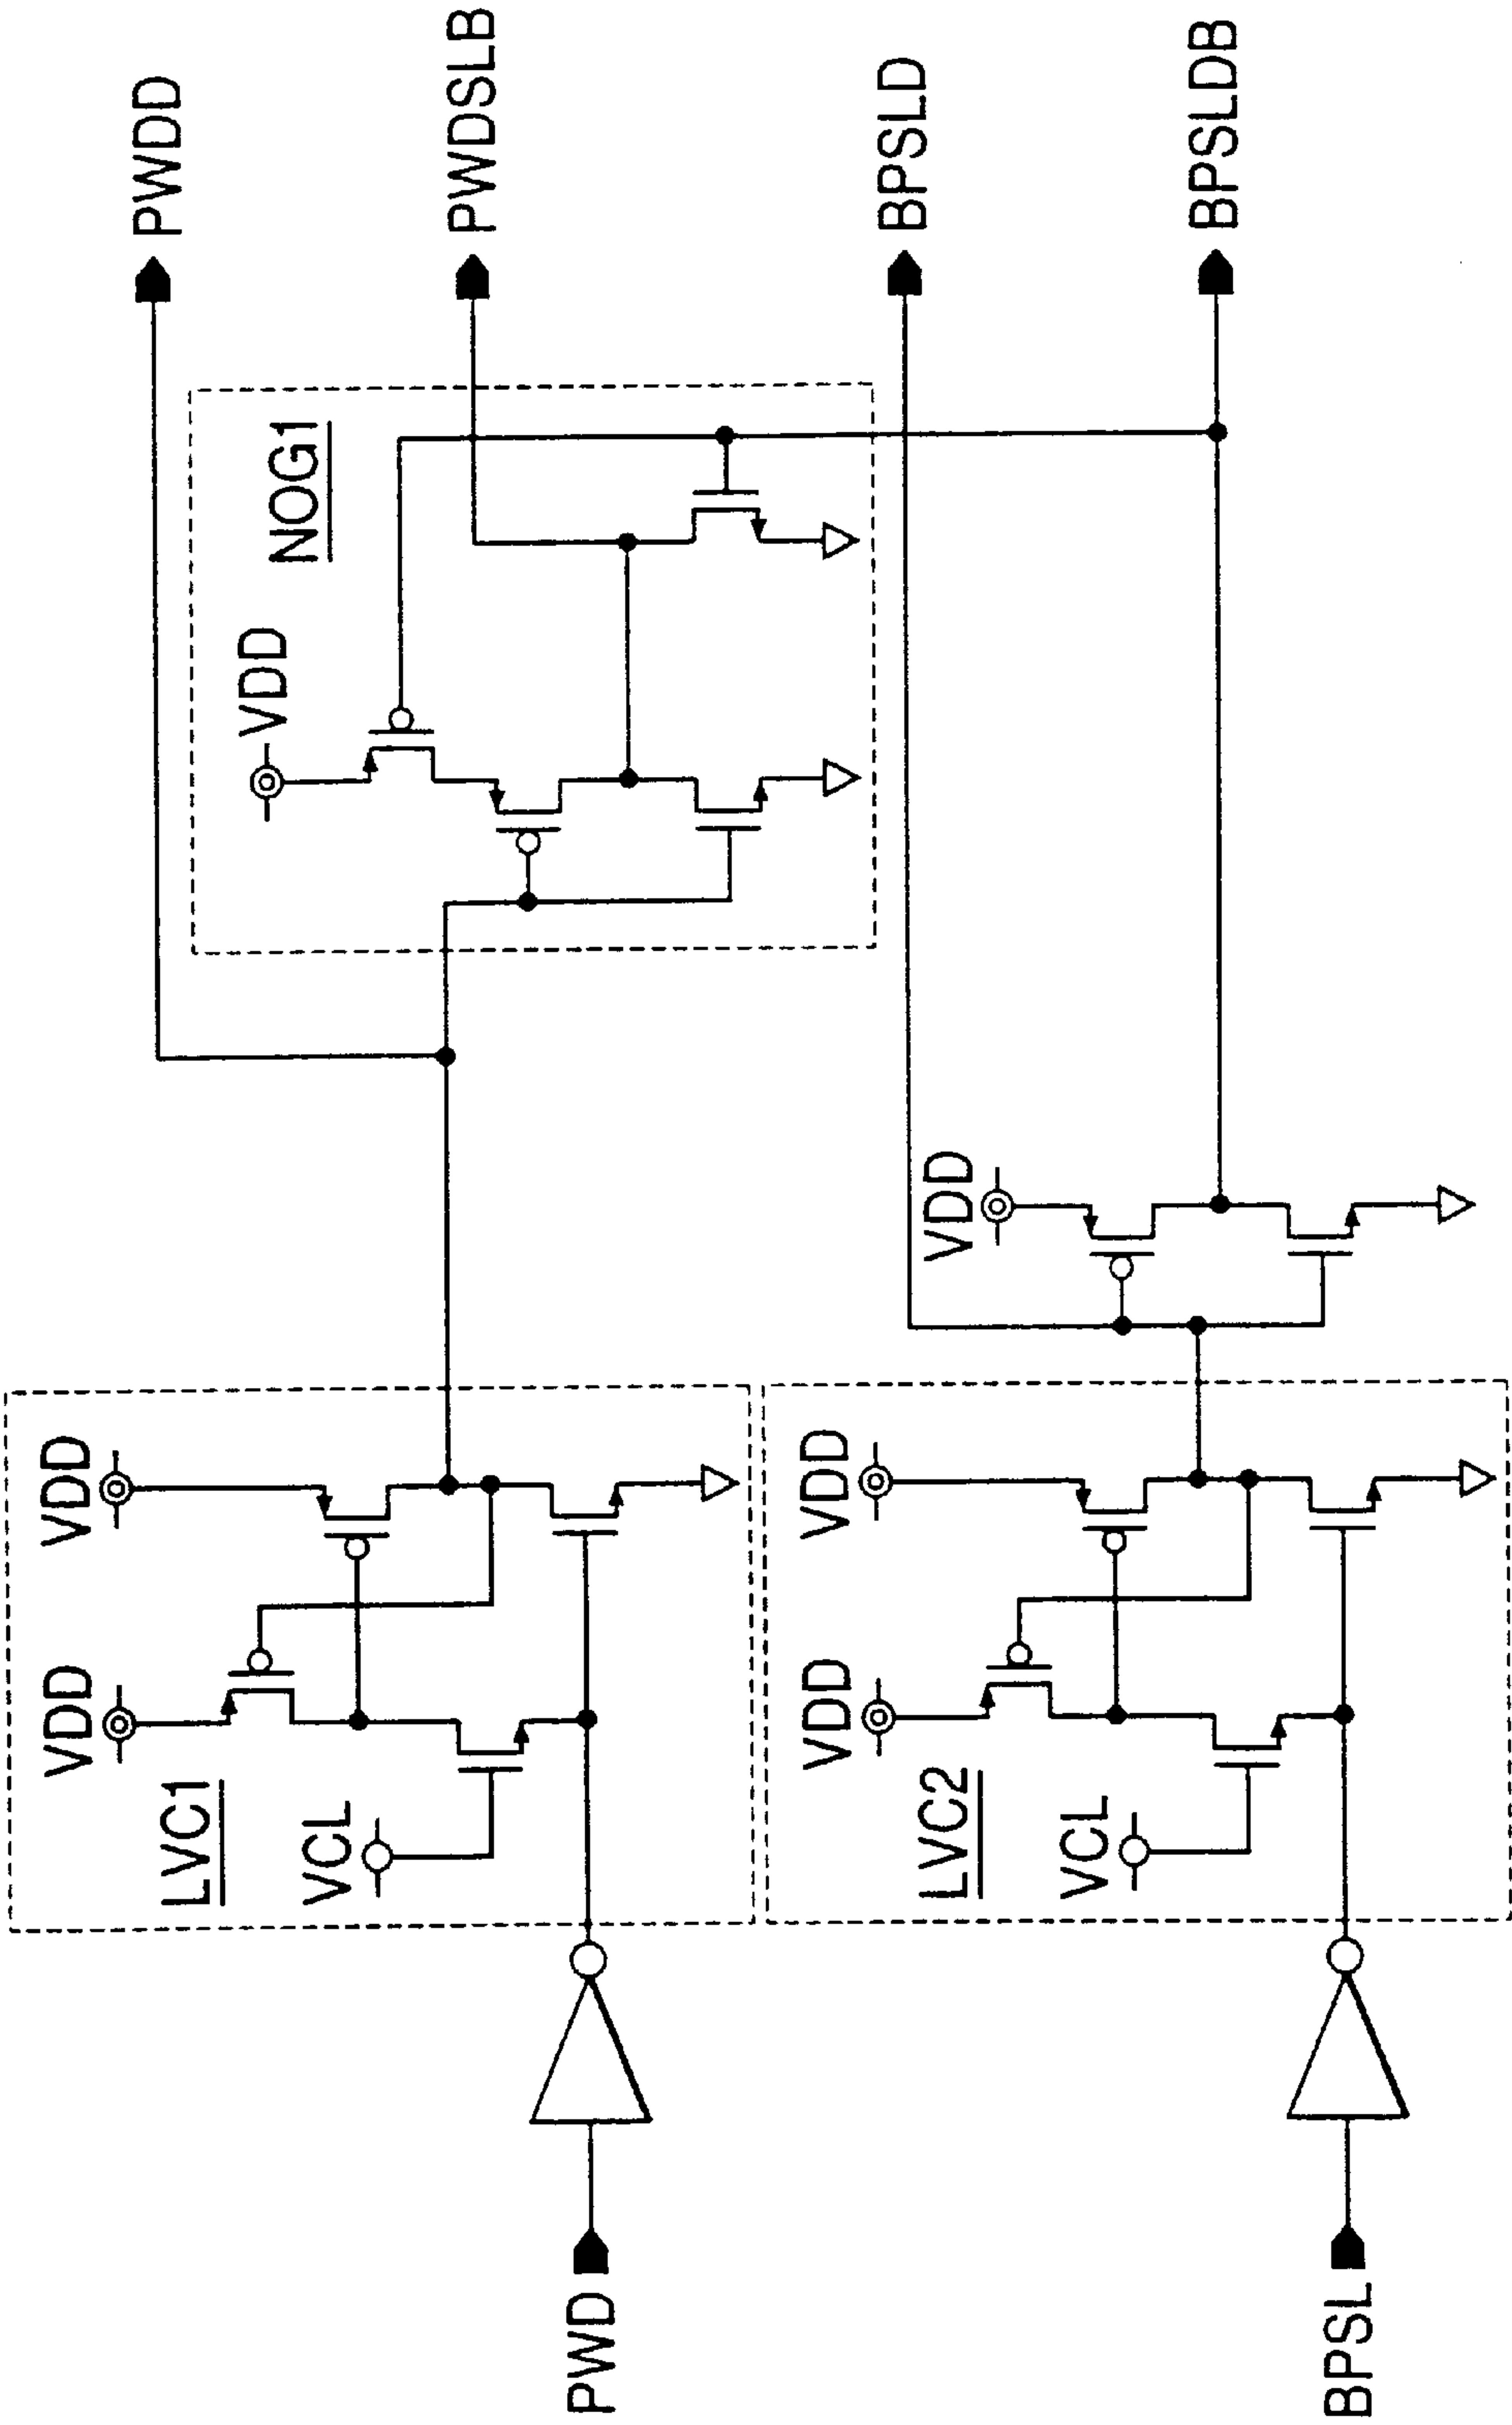 PWDD
PWDSLB
BPSLD
BPSLDB
NOG1
VDD
VDD
VDD
VDD
LVC1
VCL
VDD
VDD
LVC2
VCL
PWD
BPSL